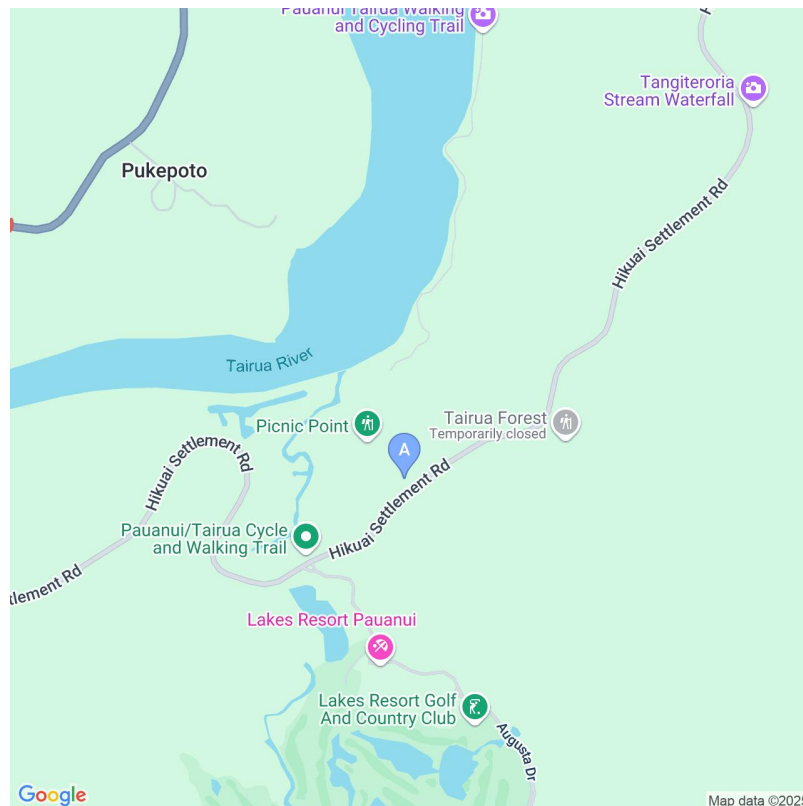 Pauanui Tairua Walking
and Cycling Trail
Tangiteroria
Stream Waterfall
Pukepoto
Hikuai Settlement Rd
Tairua River
Picnic Point
Tairua Forest
Temporarily closed
A
Hikuai Settlement Rd
Hikuai Settlement Rd
Pauanui/Tairua Cycle
and Walking Trail
tlement Rd
Lakes Resort Pauanui
Lakes Resort Golf
And Country Club
Augusta Dr
Google
Map data ©2025